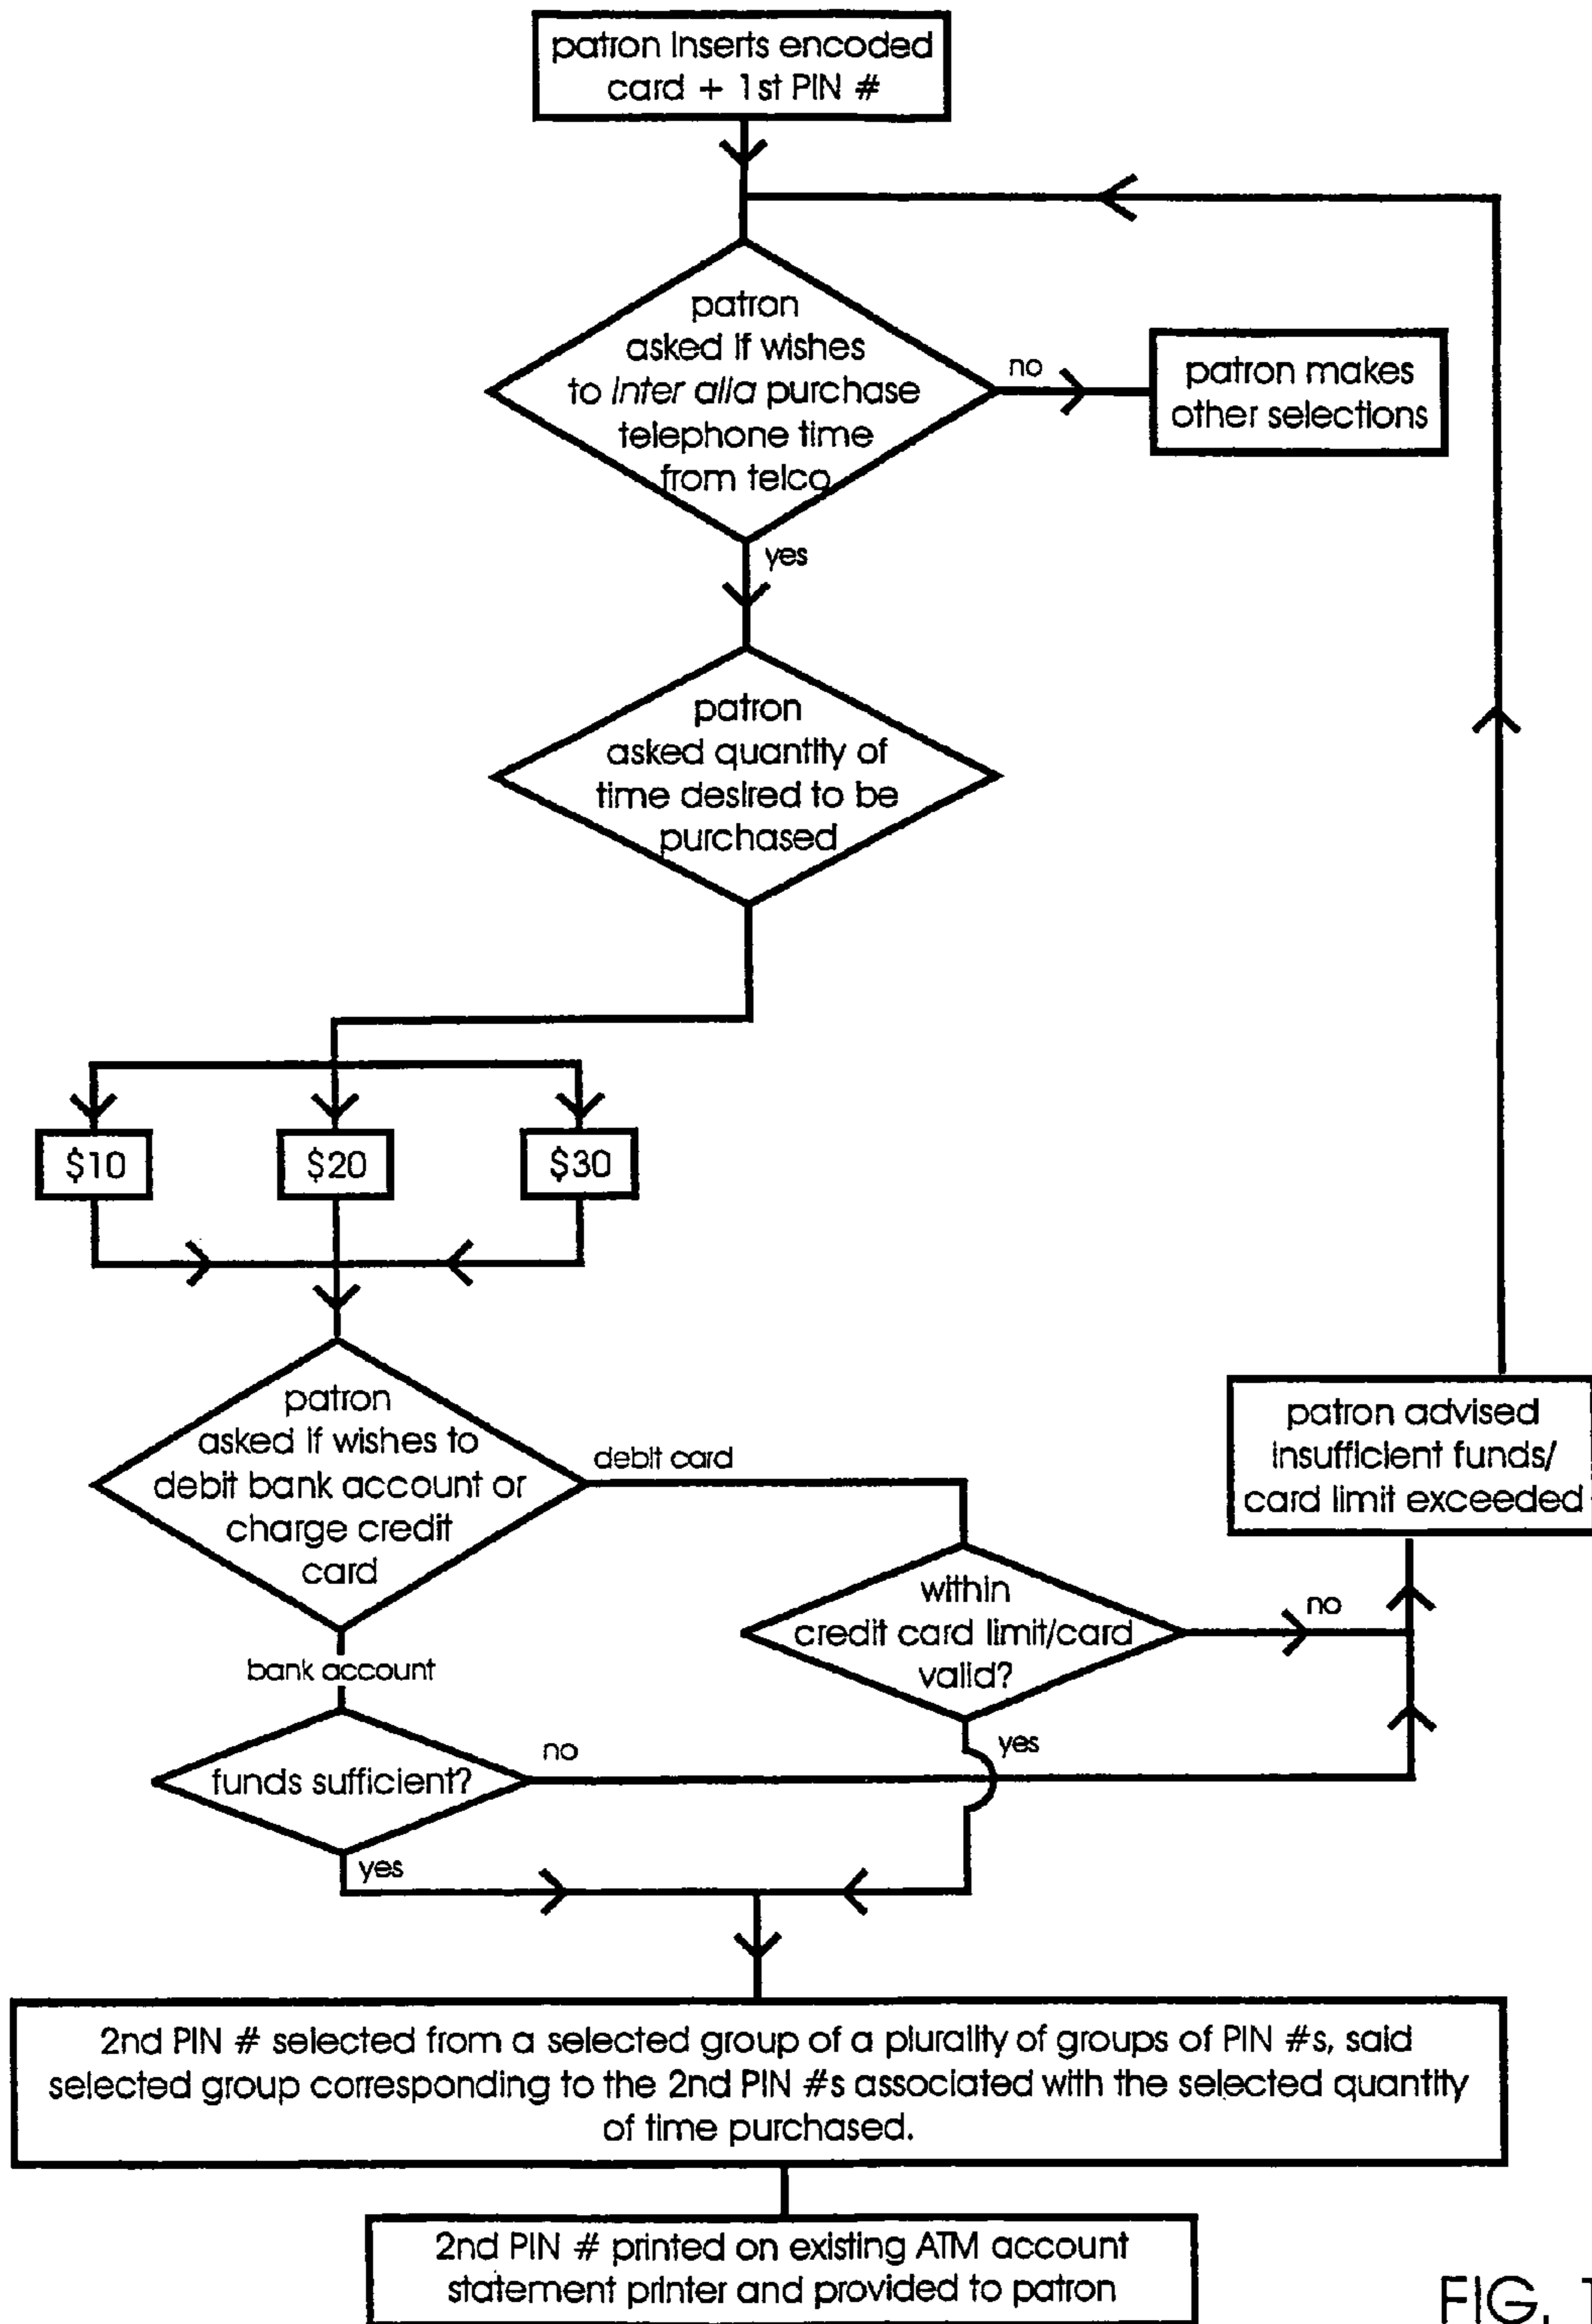 patron inserts encoded
card + 1st PIN #
patron
asked if wishes
to inter alia purchase
telephone time
from telco
no
patron makes
other selections
yes
patron
asked quantity of
time desired to be
purchased
$10
$20
$30
patron
asked if wishes to
debit bank account or
charge credit
card
debit card
patron advised
insufficient funds/
card limit exceeded
within
credit card limit/card
valid?
no
bank account
yes
funds sufficient?
no
yes
2nd PIN # selected from a selected group of a plurality of groups of PIN #s, said
selected group corresponding to the 2nd PIN #s associated with the selected quantity
of time purchased.
2nd PIN # printed on existing ATM account
statement printer and provided to patron
FIG. 1